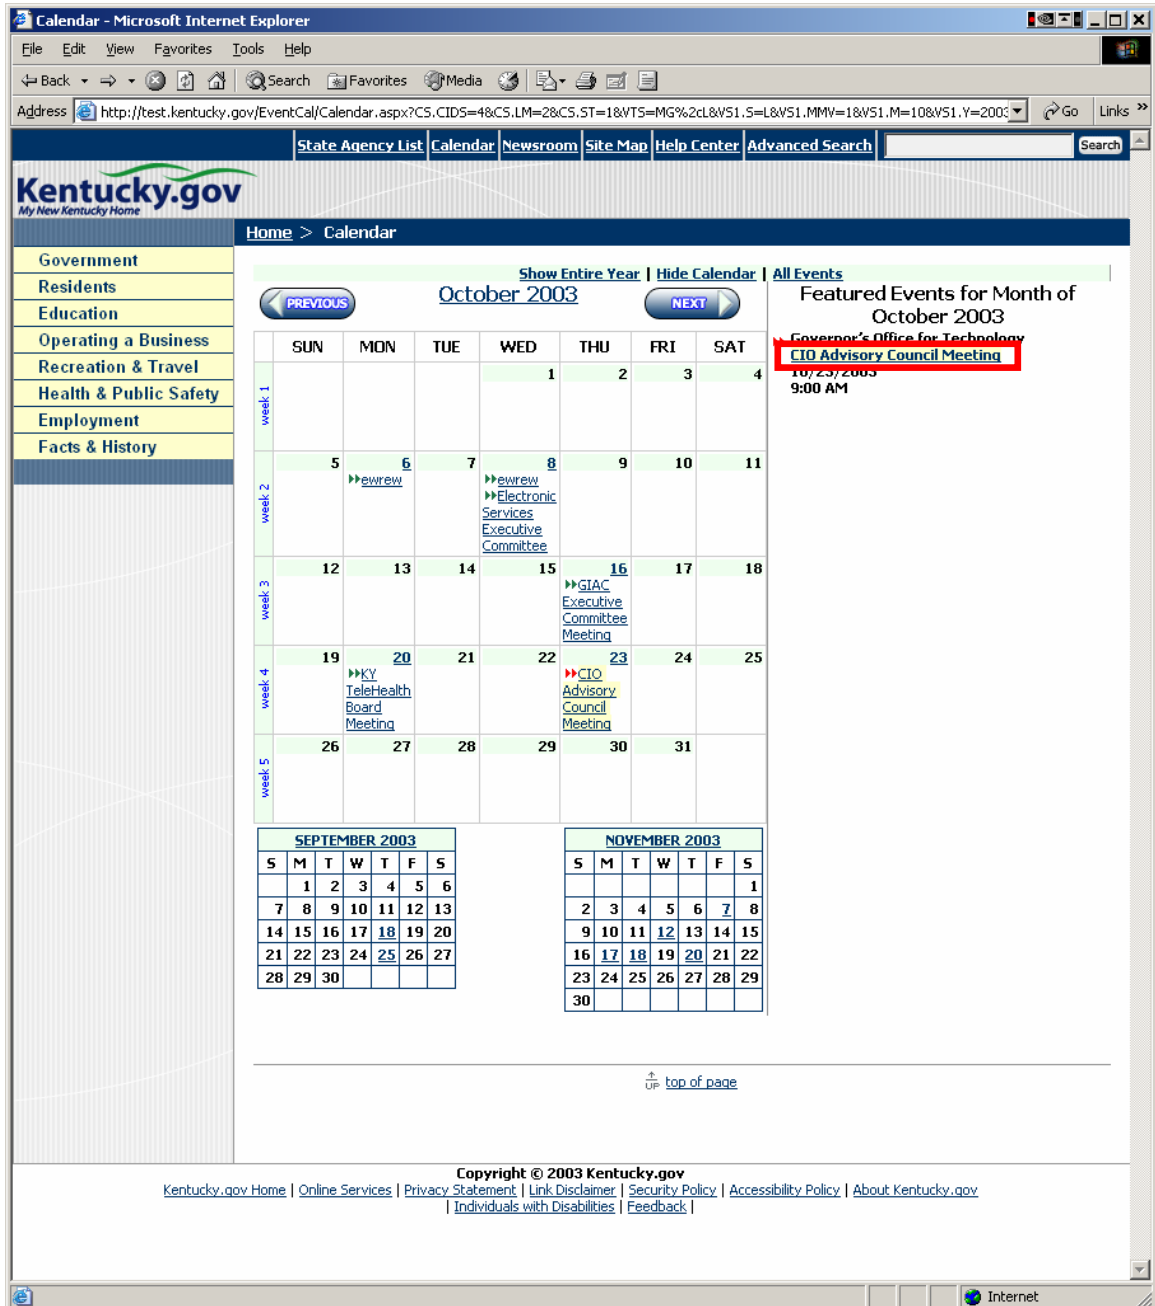 Calendar - Microsoft Internet Explorer
File Edit View Favorites Tools Help
Back Search Favorites Media
Address http://test.kentucky.gov/EventCal/Calendar.aspx?CS.CIDS=4&CS.LM=2&CS.ST=1&VTS=MG%2cL&VS1.S=L&VS1.MMV=1&VS1.M=10&VS1.Y=2003 Go Links »
State Agency List Calendar Newsroom Site Map Help Center Advanced Search Search
Kentucky.gov
My New Kentucky Home
Home > Calendar
Government
Residents
Education
Operating a Business
Recreation & Travel
Health & Public Safety
Employment
Facts & History
Show Entire Year | Hide Calendar | All Events
PREVIOUS October 2003 NEXT
SUN MON TUE WED THU FRI SAT
week 1
1 2 3 4
week 2
5 6 7 8 9 10 11
ewrew
ewrew
Electronic
Services
Executive
Committee
week 3
12 13 14 15 16 17 18
GIAC
Executive
Committee
Meeting
week 4
19 20 21 22 23 24 25
KY
TeleHealth
Board
Meeting
CIO
Advisory
Council
Meeting
week 5
26 27 28 29 30 31
Featured Events for Month of
October 2003
Governor's Office for Technology
CIO Advisory Council Meeting
10/23/2003
9:00 AM
SEPTEMBER 2003
S M T W T F S
1 2 3 4 5 6
7 8 9 10 11 12 13
14 15 16 17 18 19 20
21 22 23 24 25 26 27
28 29 30
NOVEMBER 2003
S M T W T F S
1
2 3 4 5 6 7 8
9 10 11 12 13 14 15
16 17 18 19 20 21 22
23 24 25 26 27 28 29
30
UP top of page
Copyright © 2003 Kentucky.gov
Kentucky.gov Home | Online Services | Privacy Statement | Link Disclaimer | Security Policy | Accessibility Policy | About Kentucky.gov
| Individuals with Disabilities | Feedback |
Internet